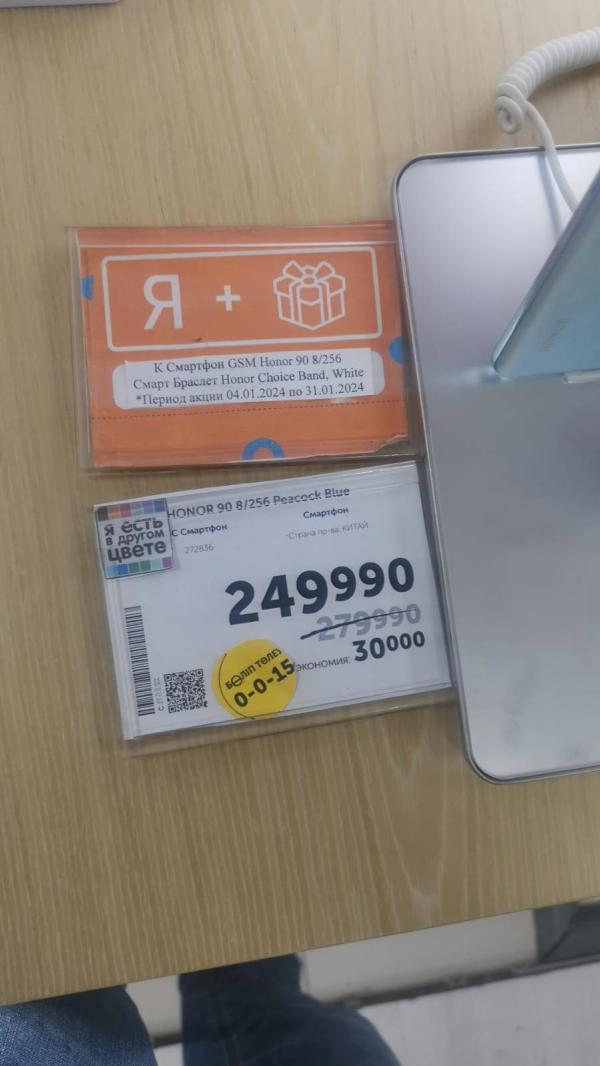 Я + 
К Смартфон GSM Honor 90 8/256
Смарт Браслет Honor Choice Band, White
*Период акции 04.01.2024 по 31.01.2024
HONOR 90 8/256 Peacock Blue
Я ЕСТЬ
В ДРУГОМ
ЦВЕТЕ
С Смартфон
Смартфон
272836
Страна пр-ва: КИТАЙ
249990
279990
ЭКОНОМИЯ: 30000
БӨЛІП ТӨЛЕУ
0-0-15